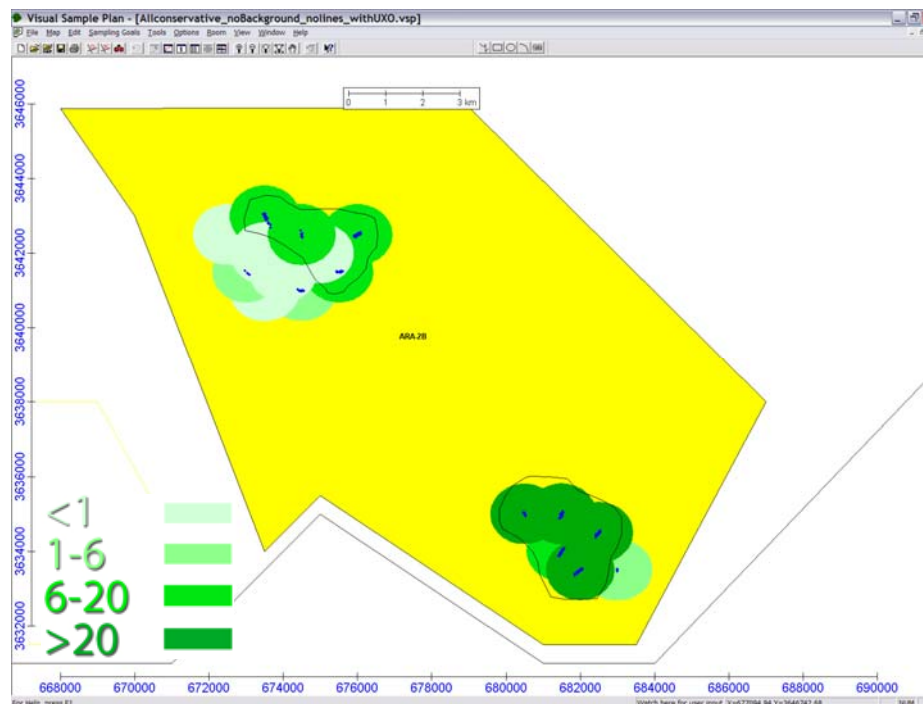 Visual Sample Plan - [Allconservative_noBackground_nolines_withUXO.vsp]
File Map Edit Sampling Goals Tools Options Room View Window Help
0 1 2 3 km
3646000
3644000
3642000
3640000
3638000
3636000
3634000
3632000
ARA-2B
<1
1-6
6-20
>20
668000 670000 672000 674000 676000 678000 680000 682000 684000 686000 688000 690000
For Help, press F1